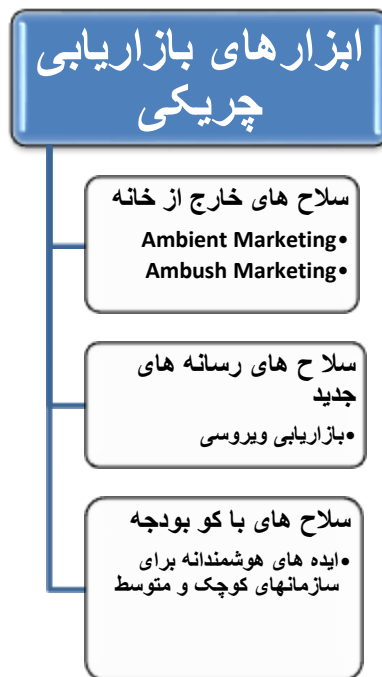 ابزارهای بازاریابی
چریکی
سلاح های خارج از خانه
•Ambient Marketing
•Ambush Marketing
سلا ح های رسانه های
جدید
•بازاریابی ویروسی
سلاح های با کو بودجه
•ایده های هوشمندانه برای
سازمانهای کوچک و متوسط